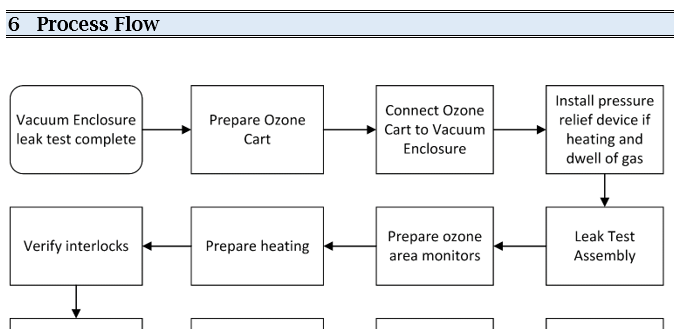 6 Process Flow
Vacuum Enclosure
leak test complete
Prepare Ozone
Cart
Connect Ozone
Cart to Vacuum
Enclosure
Install pressure
relief device if
heating and
dwell of gas
Leak Test
Assembly
Prepare ozone
area monitors
Prepare heating
Verify interlocks